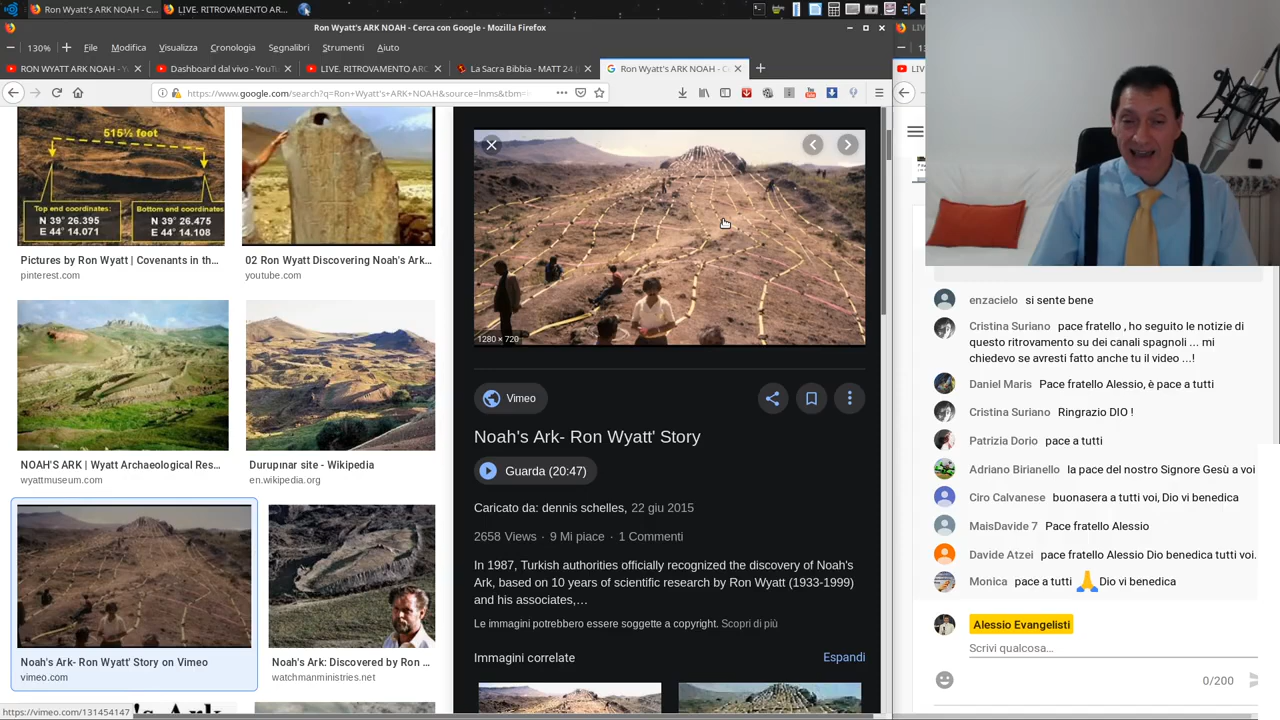 Ron Wyatt's ARK NOAH - C...
LIVE. RITROVAMENTO AR...
Ron Wyatt's ARK NOAH - Cerca con Google - Mozilla Firefox
130%
File
Modifica
Visualizza
Cronologia
Segnalibri
Strumenti
Aiuto
RON WYATT ARK NOAH - Y
Dashboard dal vivo - YouT
LIVE. RITROVAMENTO ARC
La Sacra Bibbia - MATT 24 (
Ron Wyatt's ARK NOAH - C
https://www.google.com/search?q=Ron+Wyatt's+ARK+NOAH&source=lnms&tbm=i
515½ feet
Top end coordinates:
N 39° 26.395
E 44° 14.071
Bottom end coordinates:
N 39° 26.475
E 44° 14.108
Pictures by Ron Wyatt | Covenants in th...
pinterest.com
02 Ron Wyatt Discovering Noah's Ark...
youtube.com
NOAH'S ARK | Wyatt Archaeological Res...
wyattmuseum.com
Durupınar site - Wikipedia
en.wikipedia.org
Noah's Ark- Ron Wyatt' Story on Vimeo
vimeo.com
Noah's Ark: Discovered by Ron ...
watchmanministries.net
https://vimeo.com/131454147
's Ark
1280 × 720
Vimeo
Noah's Ark- Ron Wyatt' Story
Guarda (20:47)
Caricato da: dennis schelles, 22 giu 2015
2658 Views · 9 Mi piace · 1 Commenti
In 1987, Turkish authorities officially recognized the discovery of Noah's
Ark, based on 10 years of scientific research by Ron Wyatt (1933-1999)
and his associates,...
Le immagini potrebbero essere soggette a copyright. Scopri di più
Immagini correlate
Espandi
LIV
enzacielo si sente bene
Cristina Suriano pace fratello , ho seguito le notizie di
questo ritrovamento su dei canali spagnoli ... mi
chiedevo se avresti fatto anche tu il video ...!
Daniel Maris Pace fratello Alessio, è pace a tutti
Cristina Suriano Ringrazio DIO !
Patrizia Dorio pace a tutti
Adriano Birianello la pace del nostro Signore Gesù a voi
Ciro Calvanese buonasera a tutti voi, Dio vi benedica
MaisDavide 7 Pace fratello Alessio
Davide Atzei pace fratello Alessio Dio benedica tutti voi.
Monica pace a tutti 🙏 Dio vi benedica
Alessio Evangelisti
Scrivi qualcosa...
0/200